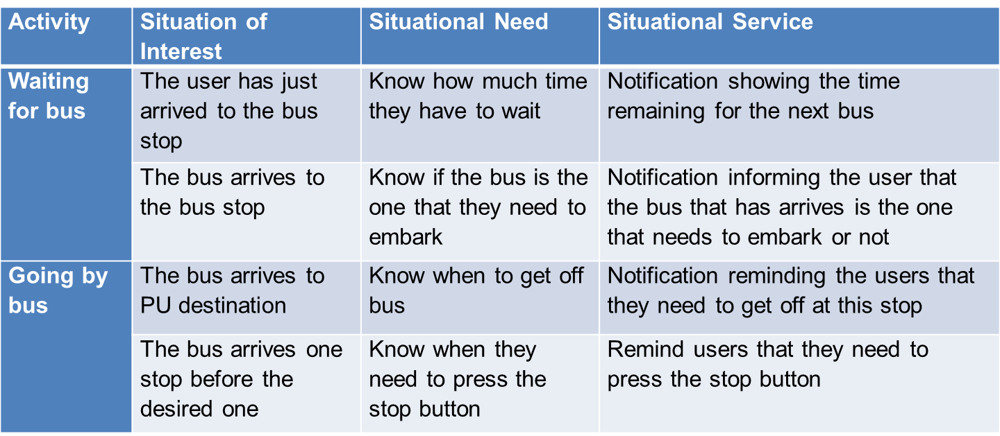 Activity
Situation of
Interest
Situational Need
Situational Service
Waiting
for bus
The user has just
arrived to the bus
stop
Know how much time
they have to wait
Notification showing the time
remaining for the next bus
The bus arrives to
the bus stop
Know if the bus is the
one that they need to
embark
Notification informing the user that
the bus that has arrives is the one
that needs to embark or not
Going by
bus
The bus arrives to
PU destination
Know when to get off
bus
Notification reminding the users that
they need to get off at this stop
The bus arrives one
stop before the
desired one
Know when they
need to press the
stop button
Remind users that they need to
press the stop button